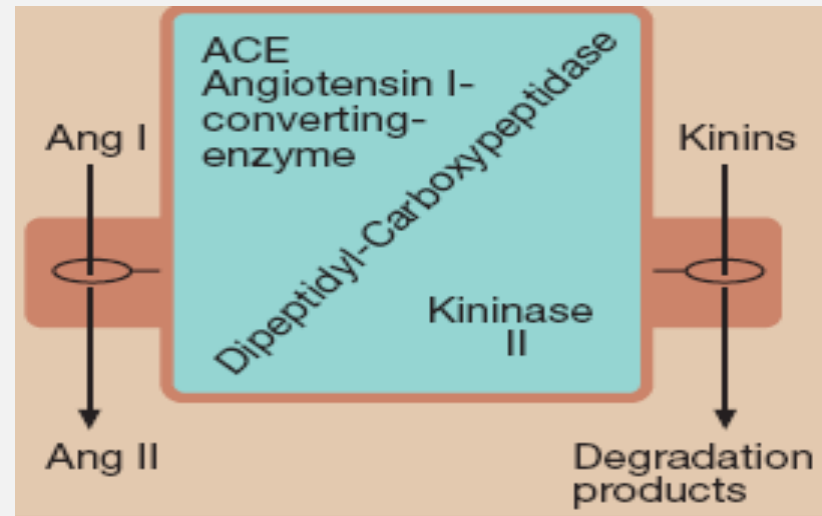 ACE
Angiotensin I-
converting-
enzyme
Dipeptidyl-Carboxypeptidase
Kininase
II
Ang I
Ang II
Kinins
Degradation
products